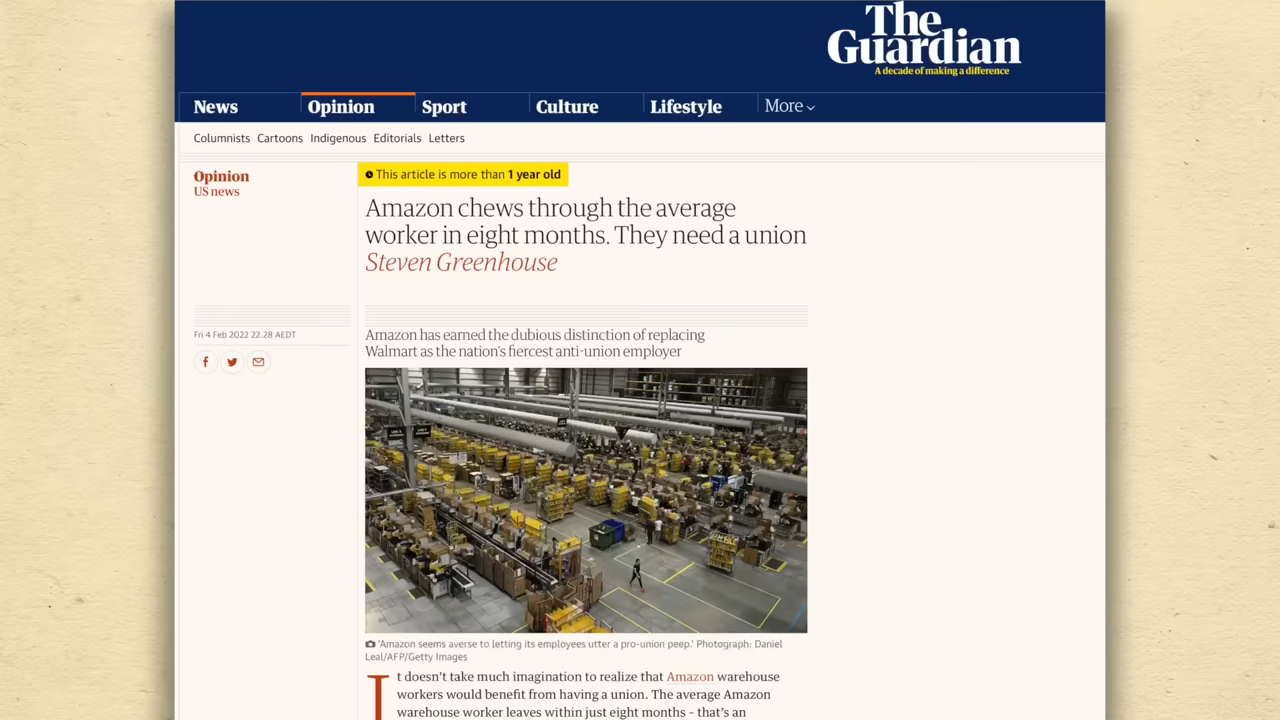 The
Guardian
A decade of making a difference
News
Opinion
Sport
Culture
Lifestyle
More
Columnists
Cartoons
Indigenous
Editorials
Letters
Opinion
US news
This article is more than 1 year old
Amazon chews through the average
worker in eight months. They need a union
Steven Greenhouse
Fri 4 Feb 2022 22.28 AEDT
Amazon has earned the dubious distinction of replacing
Walmart as the nation's fiercest anti-union employer
'Amazon seems averse to letting its employees utter a pro-union peep.' Photograph: Daniel
Leal/AFP/Getty Images
It doesn't take much imagination to realize that Amazon warehouse
workers would benefit from having a union. The average Amazon
warehouse worker leaves within just eight months – that's an